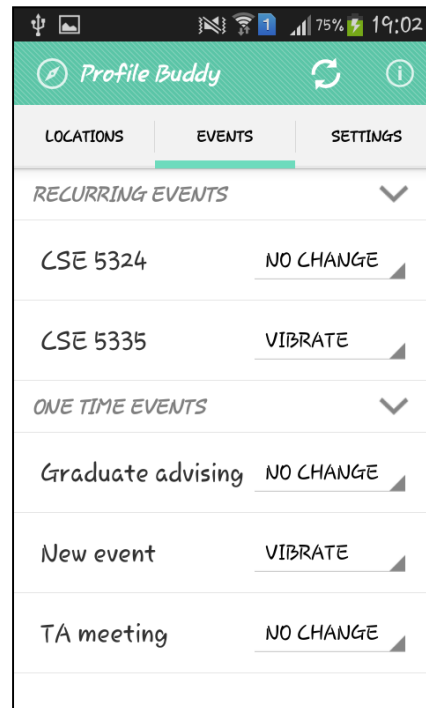 1 75% 19:02
Profile Buddy
LOCATIONS EVENTS SETTINGS
RECURRING EVENTS
CSE 5324 NO CHANGE
CSE 5335 VIBRATE
ONE TIME EVENTS
Graduate advising NO CHANGE
New event VIBRATE
TA meeting NO CHANGE